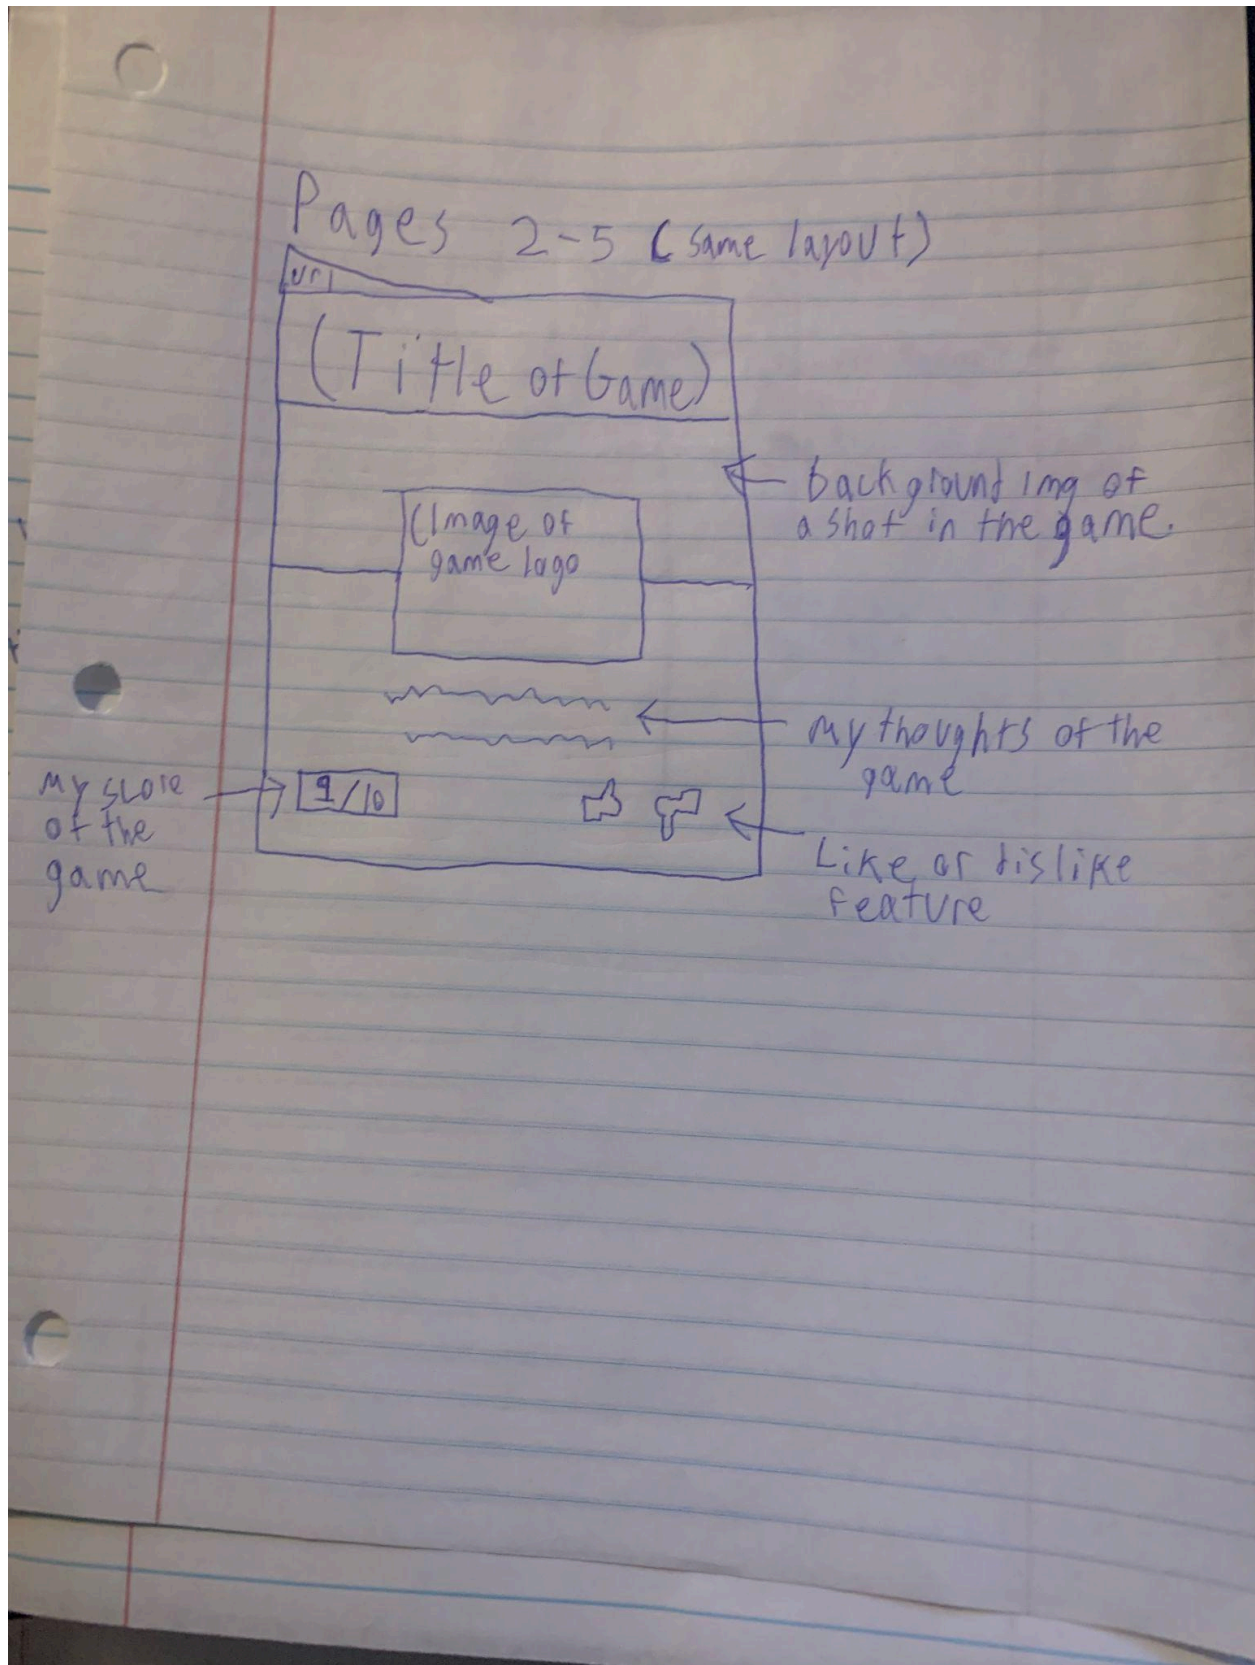 Pages 2-5 (same layout)
url
(Title of Game)
background img of
a shot in the game.
(Image of
game logo
my thoughts of the
game
My score
of the
game
9/10
Like or dislike
feature